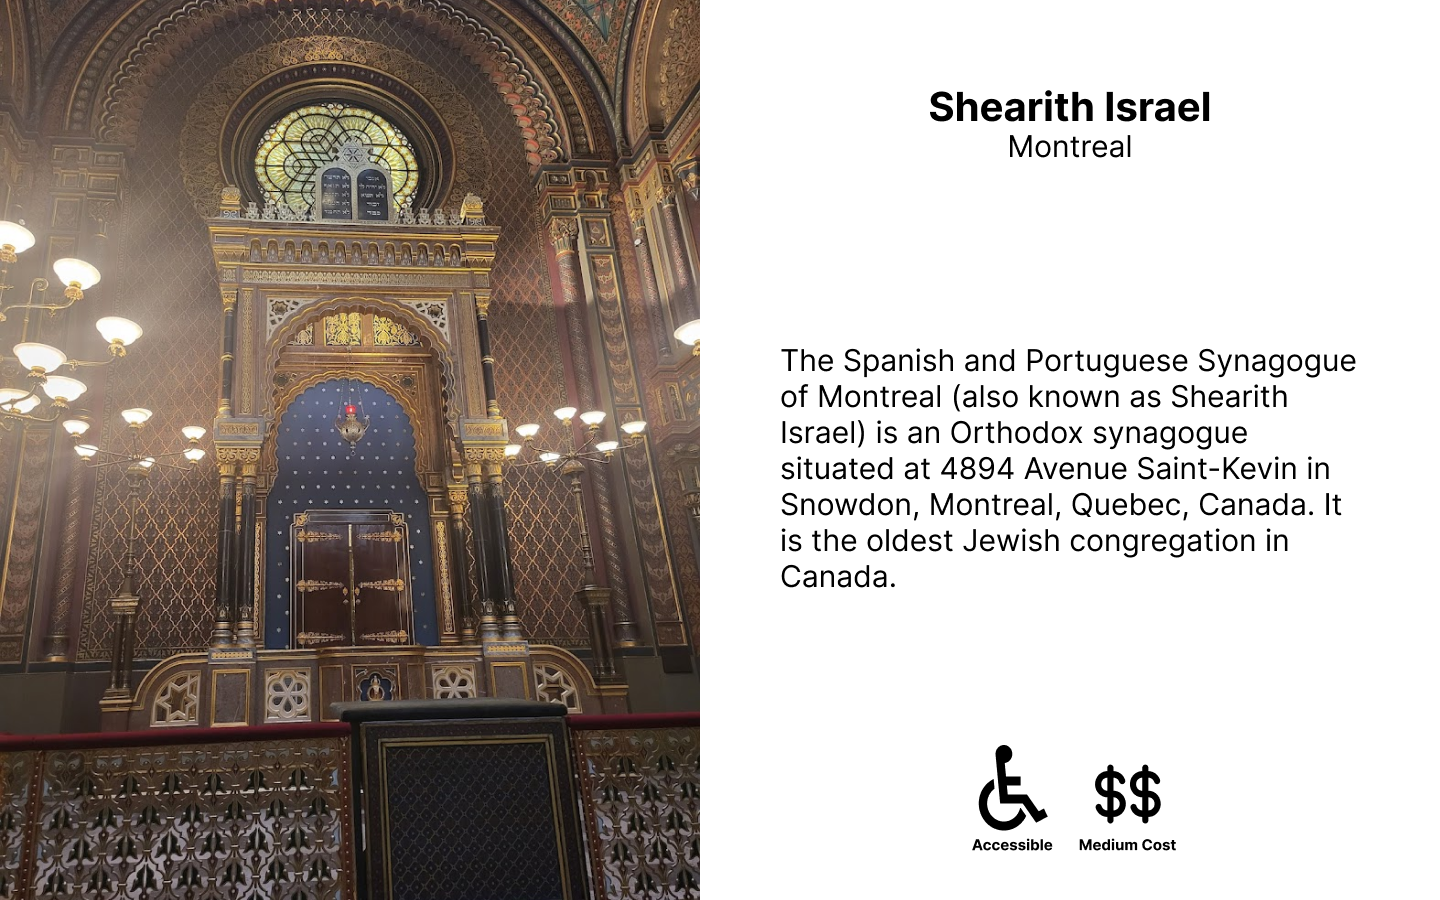 Shearith Israel
Montreal
The Spanish and Portuguese Synagogue
of Montreal (also known as Shearith
Israel) is an Orthodox synagogue
situated at 4894 Avenue Saint-Kevin in
Snowdon, Montreal, Quebec, Canada. It
is the oldest Jewish congregation in
Canada.
$$
Accessible
Medium Cost